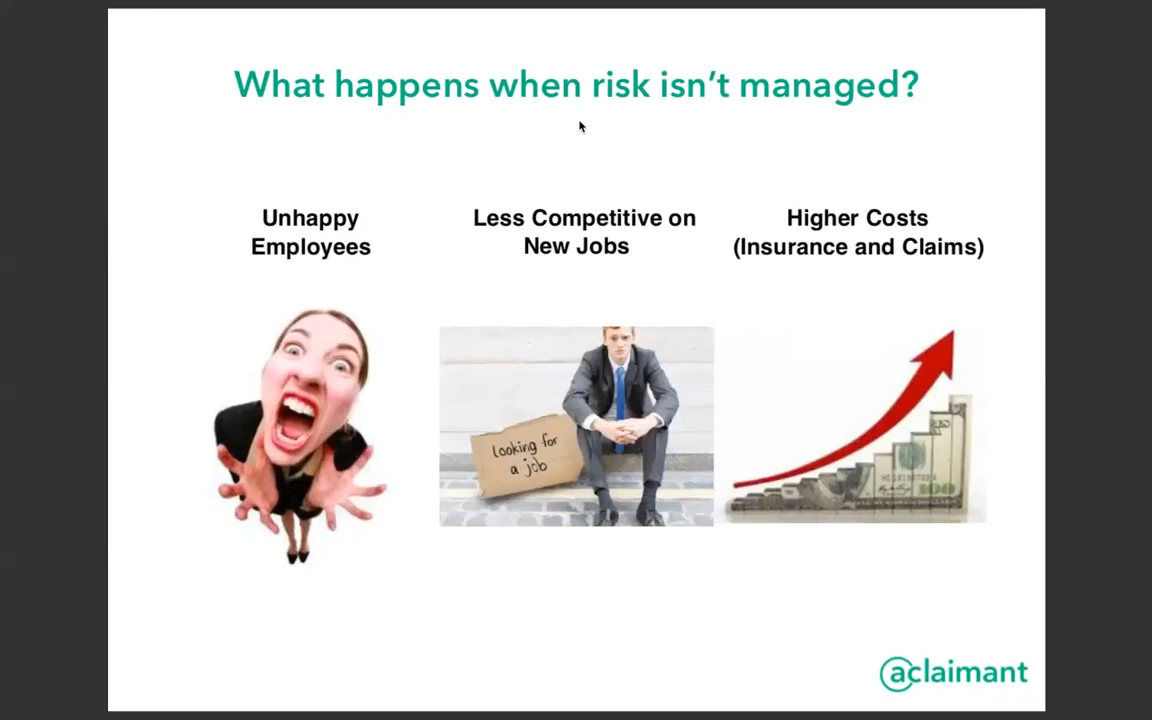 What happens when risk isn't managed?
Unhappy
Employees
Less Competitive on
New Jobs
Higher Costs
(Insurance and Claims)
Looking for
a job
100
aclaimant